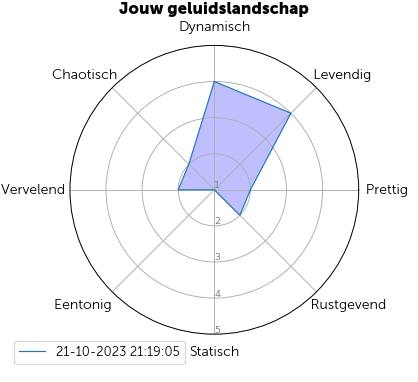 Jouw geluidslandschap
Dynamisch
Chaotisch
Levendig
Vervelend
1
Prettig
2
3
Eentonig
4
Rustgevend
5
21-10-2023 21:19:05
Statisch